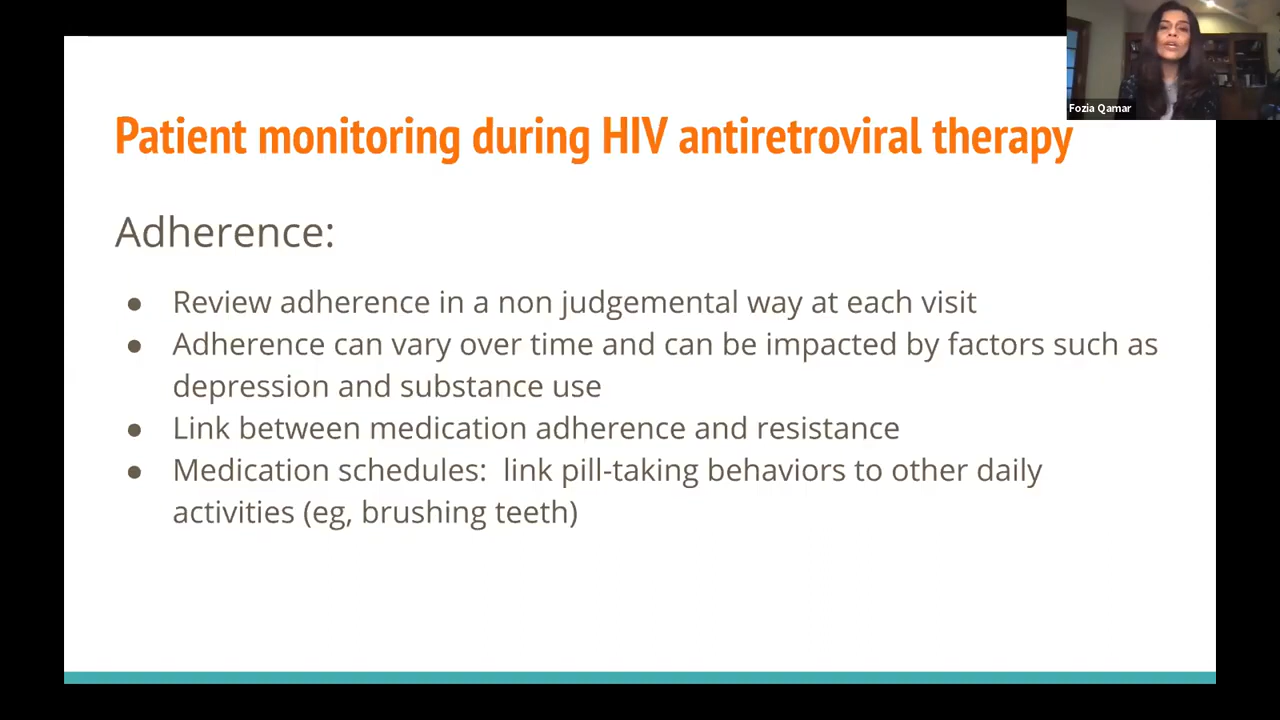 Fozia Qamar
Patient monitoring during HIV antiretroviral therapy
Adherence:
● Review adherence in a non judgemental way at each visit
● Adherence can vary over time and can be impacted by factors such as
depression and substance use
● Link between medication adherence and resistance
● Medication schedules:  link pill-taking behaviors to other daily
activities (eg, brushing teeth)